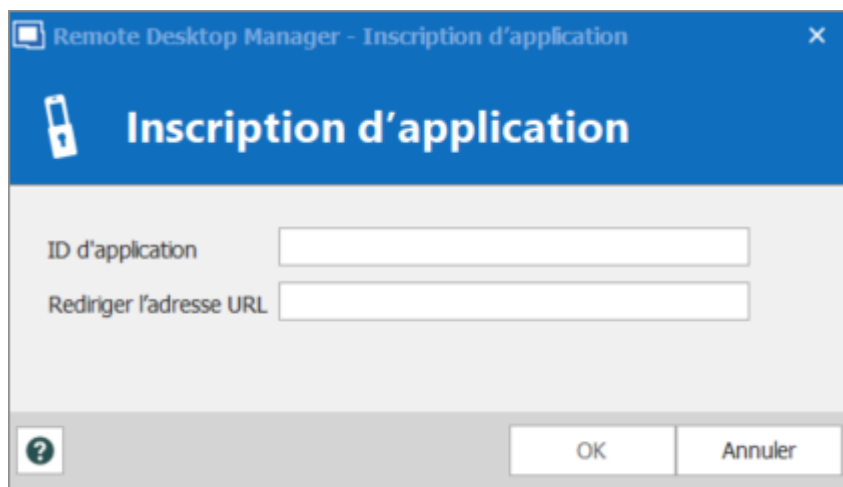 Remote Desktop Manager - Inscription d'application
Inscription d'application
ID d'application
Rediriger l'adresse URL
?
OK
Annuler